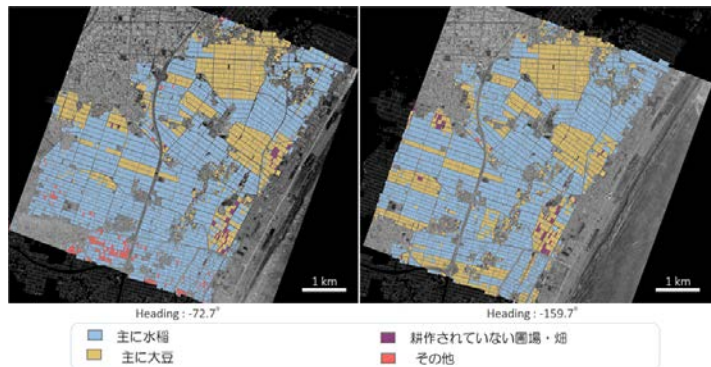 1 km
1 km
Heading : -72.7°
Heading : -159.7°
主に水稲
耕作されていない圃場・畑
主に大豆
その他